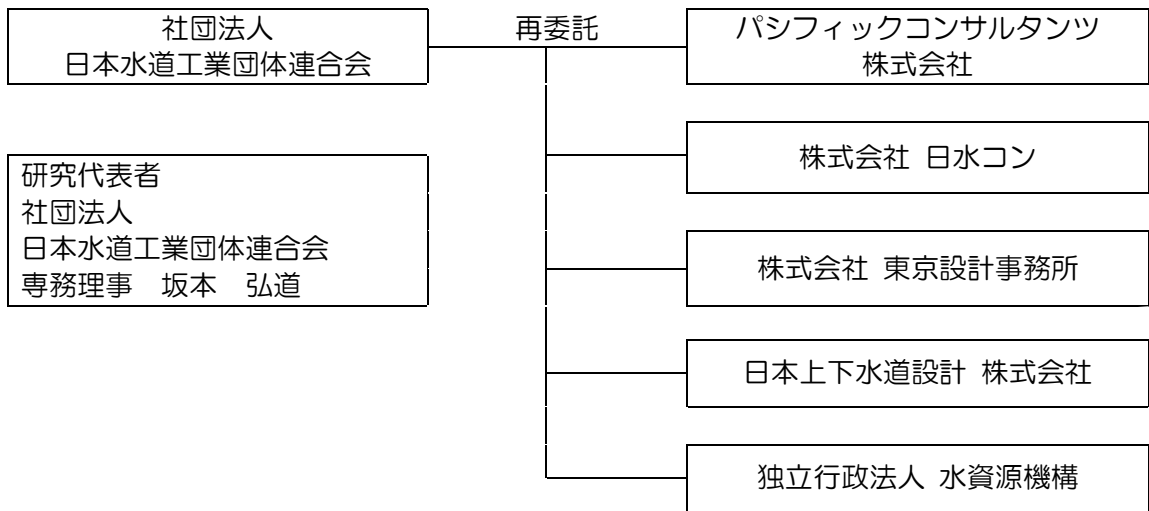 社団法人
日本水道工業団体連合会
再委託
パシフィックコンサルタンツ
株式会社
株式会社 日水コン
研究代表者
社団法人
日本水道工業団体連合会
専務理事　坂本　弘道
株式会社 東京設計事務所
日本上下水道設計 株式会社
独立行政法人 水資源機構